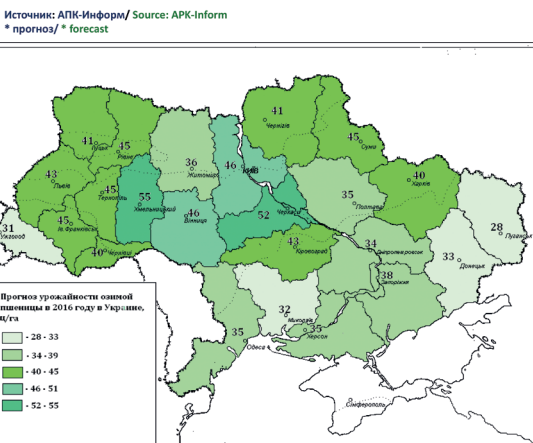 Источник: АПК-Информ/ Source: APK-Inform
* прогноз/ * forecast
41
Чернігів
41
Луцьк
45
Рівне
36
Житомир
46
45
Суми
43
Львів
45
Тернопіль
55
Хмельницький
46
Вінниця
52
Черкаси
35
Полтава
40
Харків
31
Ужгород
45
Ів.Франківськ
40
Чернівці
43
Кіровоград
34
Дніпропетровськ
28
Луганськ
33
Донецьк
38
Запоріжжя
32
Миколаїв
35
Херсон
35
Одеса
Сімферополь
Прогноз урожайности озимой
пшеницы в 2016 году в Украине,
ц/га
- 28 - 33
- 34 - 39
- 40 - 45
- 46 - 51
- 52 - 55